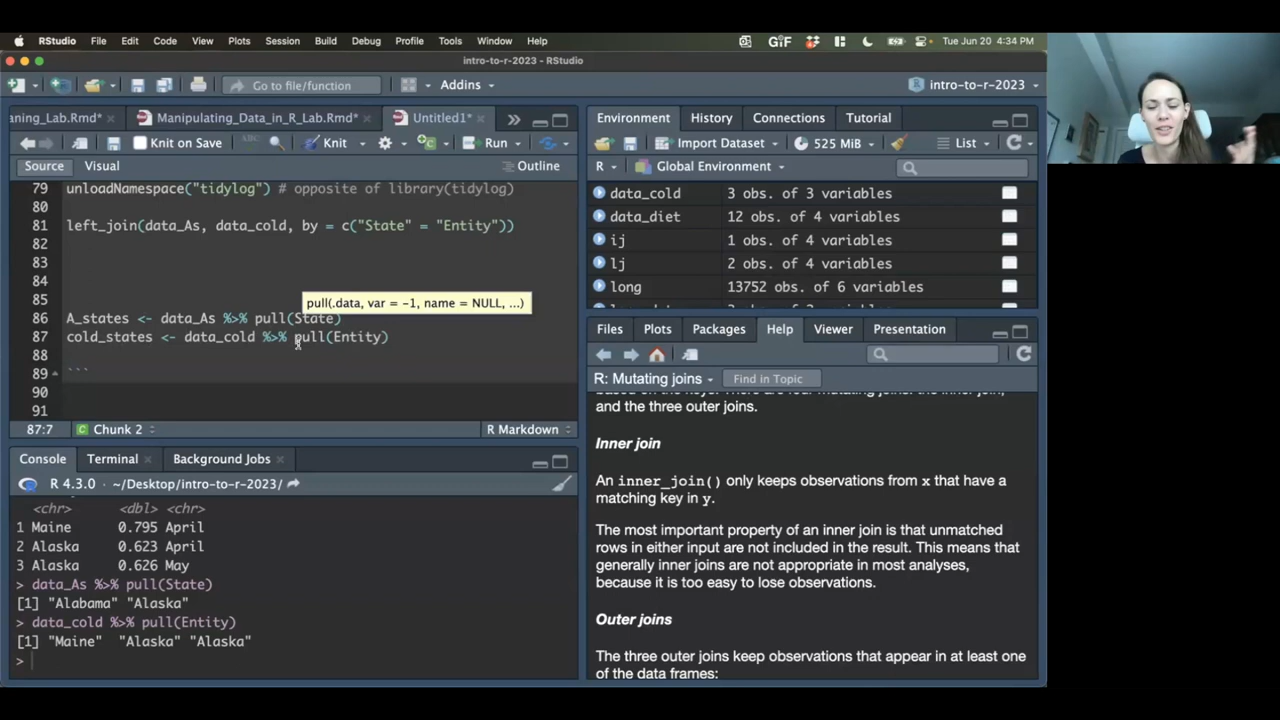 RStudio File Edit Code View Plots Session Build Debug Profile Tools Window Help GiF Tue Jun 20 4:34 PM
intro-to-r-2023 - RStudio
Go to file/function Addins intro-to-r-2023
aning_Lab.Rmd* Manipulating_Data_in_R_Lab.Rmd* Untitled1*
Knit on Save ABC Knit Run
Source Visual Outline
79 unloadNamespace("tidylog") # opposite of library(tidylog)
80
81 left_join(data_As, data_cold, by = c("State" = "Entity"))
82
83
84
85
pull(.data, var = -1, name = NULL, ...)
86 A_states <- data_As %>% pull(State)
87 cold_states <- data_cold %>% pull(Entity)
88
89 ```
90
91
87:7 Chunk 2 R Markdown
Console Terminal Background Jobs
R 4.3.0 · ~/Desktop/intro-to-r-2023/
<chr> <dbl> <chr>
1 Maine 0.795 April
2 Alaska 0.623 April
3 Alaska 0.626 May
> data_As %>% pull(State)
[1] "Alabama" "Alaska"
> data_cold %>% pull(Entity)
[1] "Maine" "Alaska" "Alaska"
>
Environment History Connections Tutorial
Import Dataset 525 MiB List
R Global Environment
data_cold 3 obs. of 3 variables
data_diet 12 obs. of 4 variables
ij 1 obs. of 4 variables
lj 2 obs. of 4 variables
long 13752 obs. of 6 variables
Files Plots Packages Help Viewer Presentation
R: Mutating joins Find in Topic
and the three outer joins.
Inner join
An inner_join() only keeps observations from x that have a
matching key in y.
The most important property of an inner join is that unmatched
rows in either input are not included in the result. This means that
generally inner joins are not appropriate in most analyses,
because it is too easy to lose observations.
Outer joins
The three outer joins keep observations that appear in at least one
of the data frames: